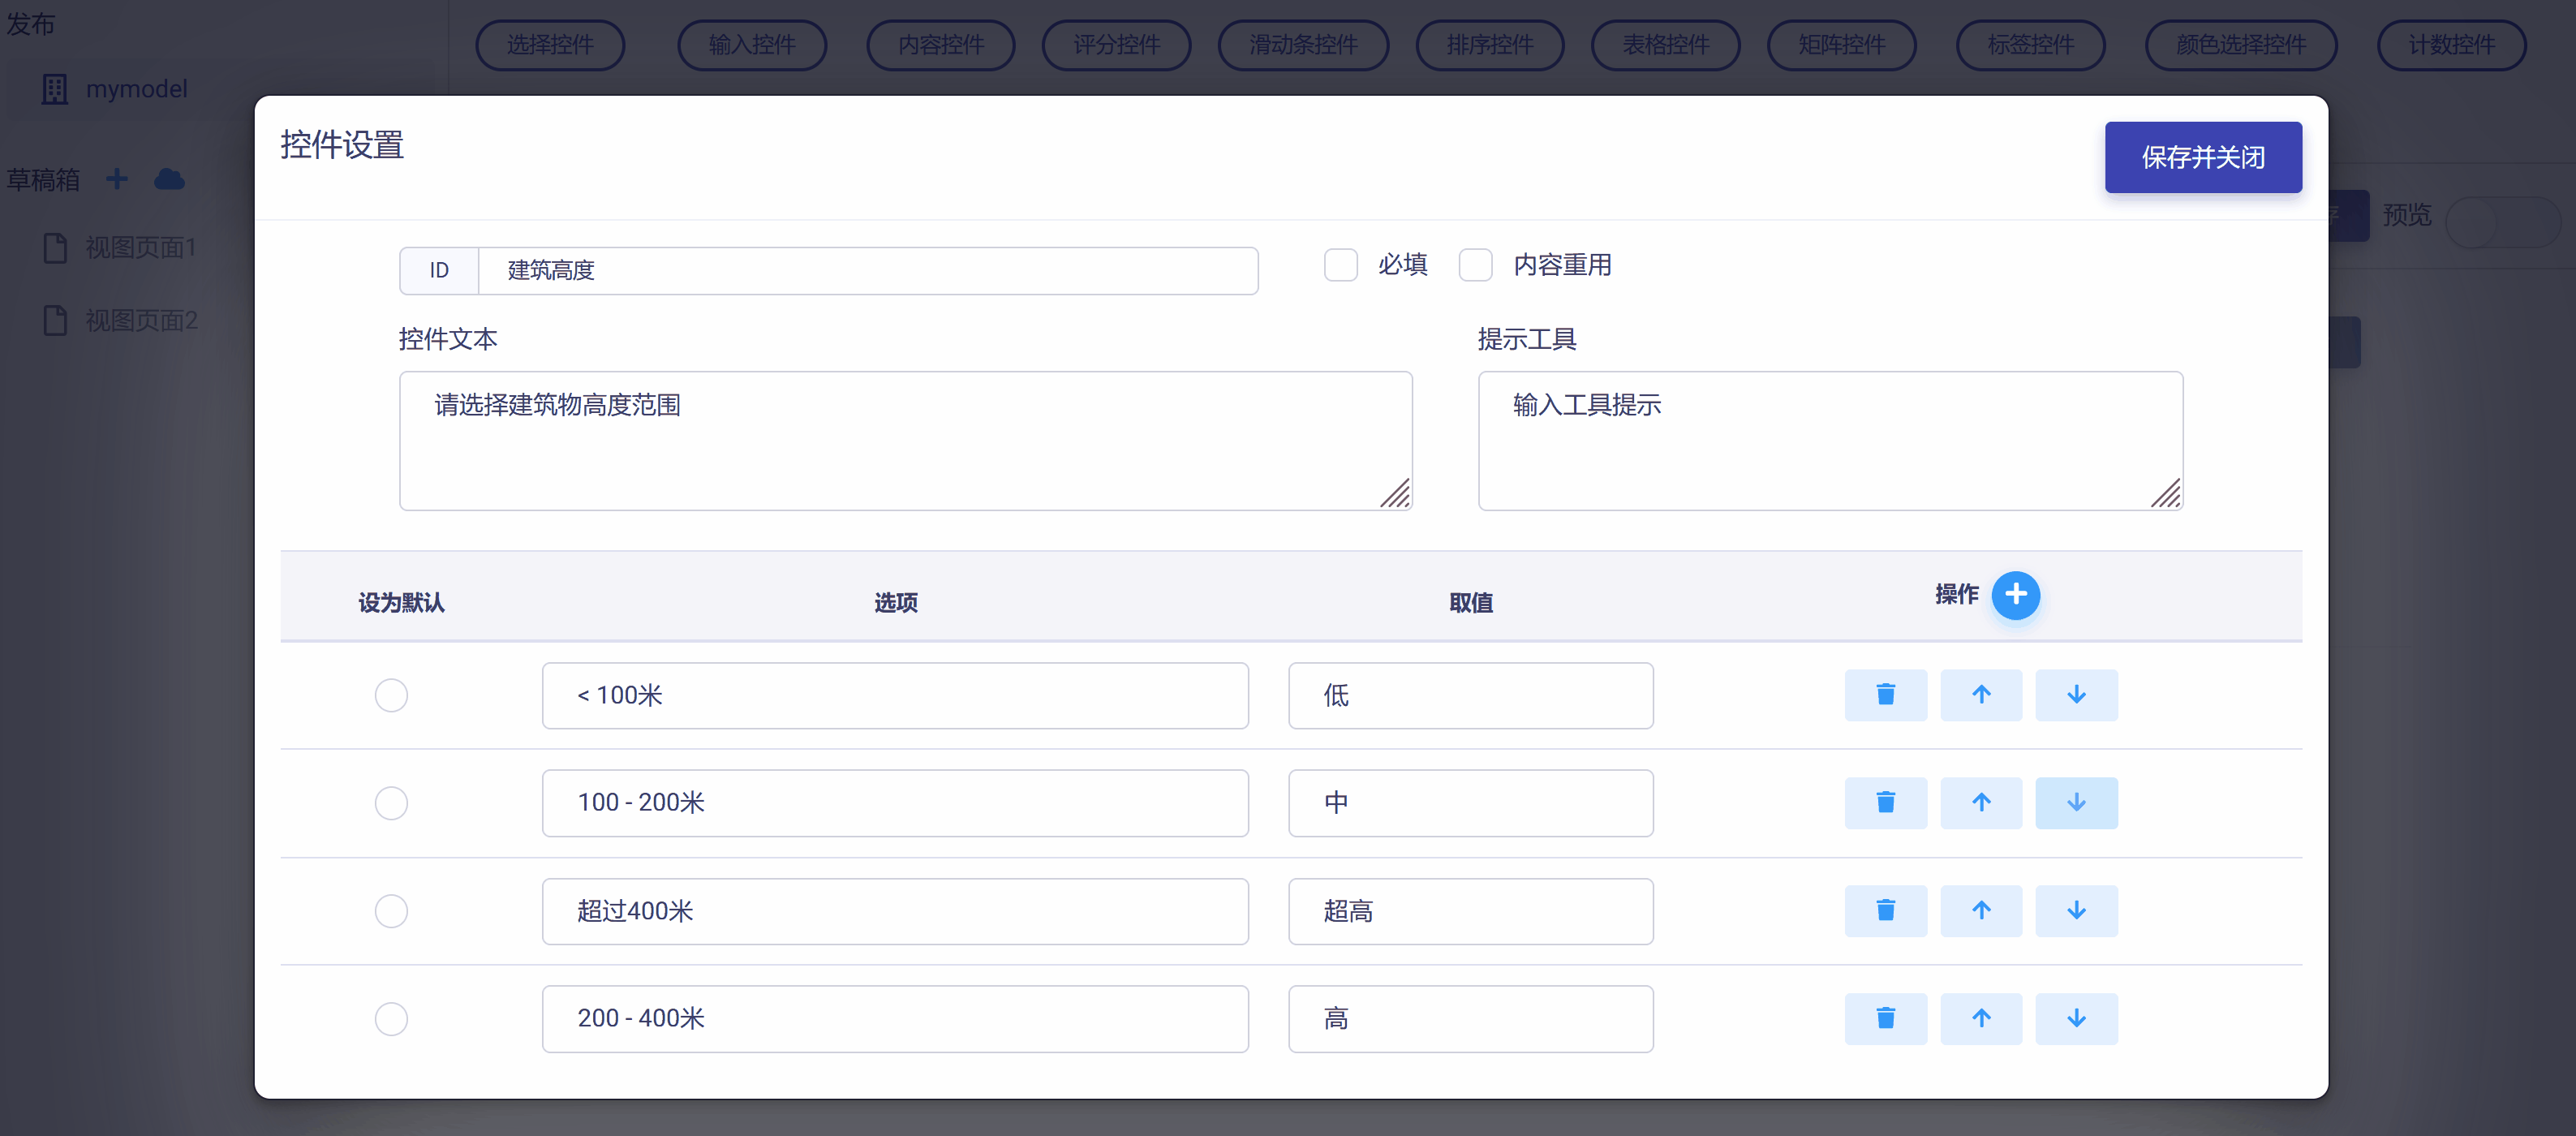 发布
选择控件 输入控件 内容控件 评分控件 滑动条控件 排序控件 表格控件 矩阵控件 标签控件 颜色选择控件 计数控件
mymodel
控件设置
保存并关闭
草稿箱
预览
视图页面1
ID 建筑高度 必填 内容重用
视图页面2
控件文本 提示工具
请选择建筑物高度范围 输入工具提示
设为默认 选项 取值 操作
< 100米 低
100 - 200米 中
超过400米 超高
200 - 400米 高